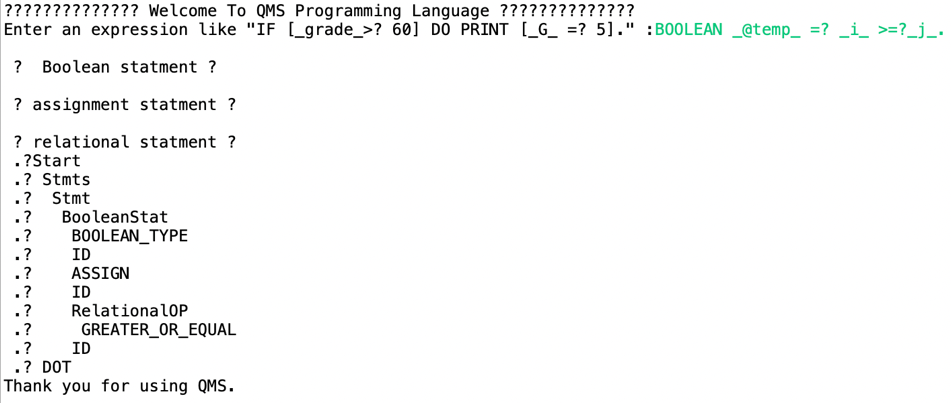 ?????????????? Welcome To QMS Programming Language ??????????????
Enter an expression like "IF [_grade_>? 60] DO PRINT [_G_ =? 5]." :BOOLEAN _@temp_ =? _i_ >=?_j_.
? Boolean statment ?
? assignment statment ?
? relational statment ?
.?Start
.? Stmts
.? Stmt
.? BooleanStat
.? BOOLEAN_TYPE
.? ID
.? ASSIGN
.? ID
.? RelationalOP
.? GREATER_OR_EQUAL
.? ID
.? DOT
Thank you for using QMS.